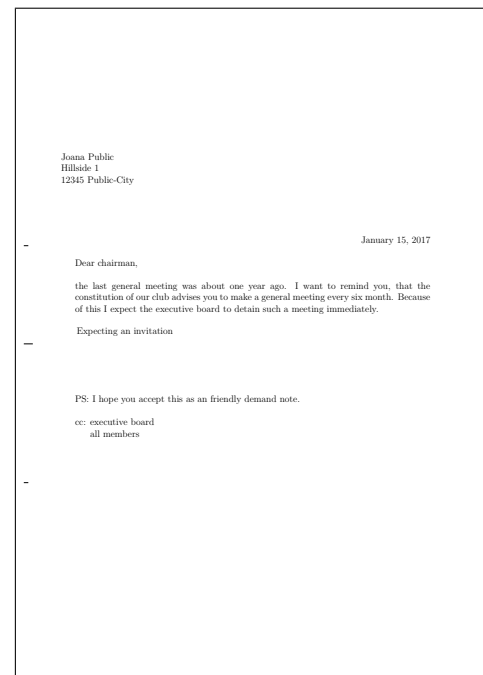 Joana Public
Hillside 1
12345 Public-City
January 15, 2017
Dear chairman,
the last general meeting was about one year ago. I want to remind you, that the
constitution of our club advises you to make a general meeting every six month. Because
of this I expect the executive board to detain such a meeting immediately.
Expecting an invitation
PS: I hope you accept this as an friendly demand note.
cc: executive board
all members